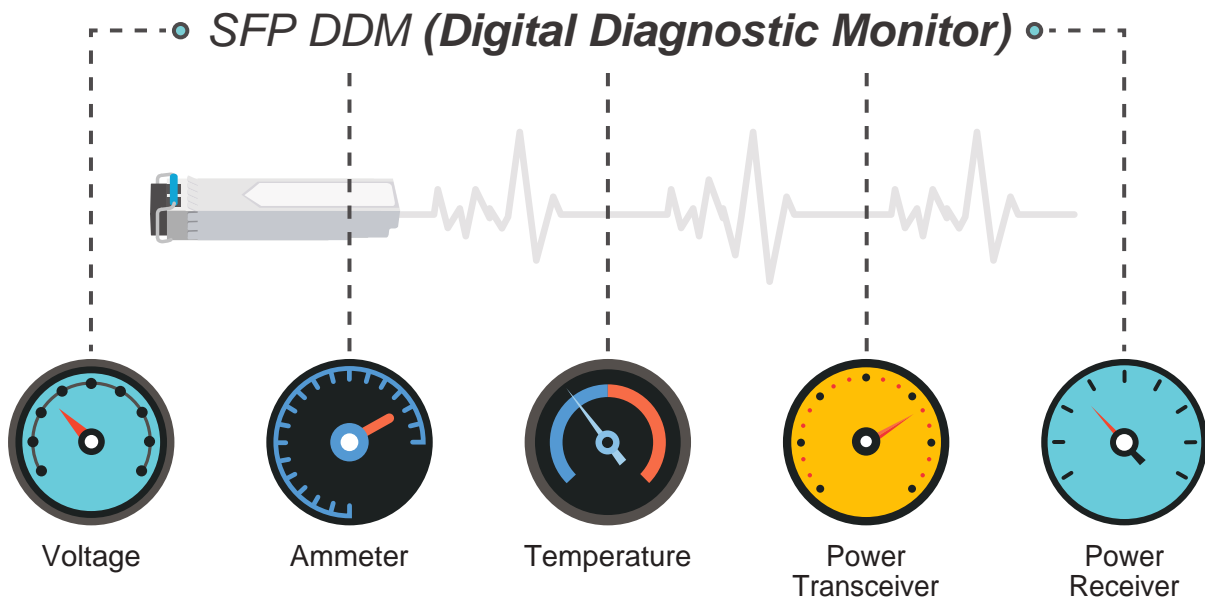 SFP DDM (Digital Diagnostic Monitor)
Voltage
Ammeter
Temperature
Power
Transceiver
Power
Receiver